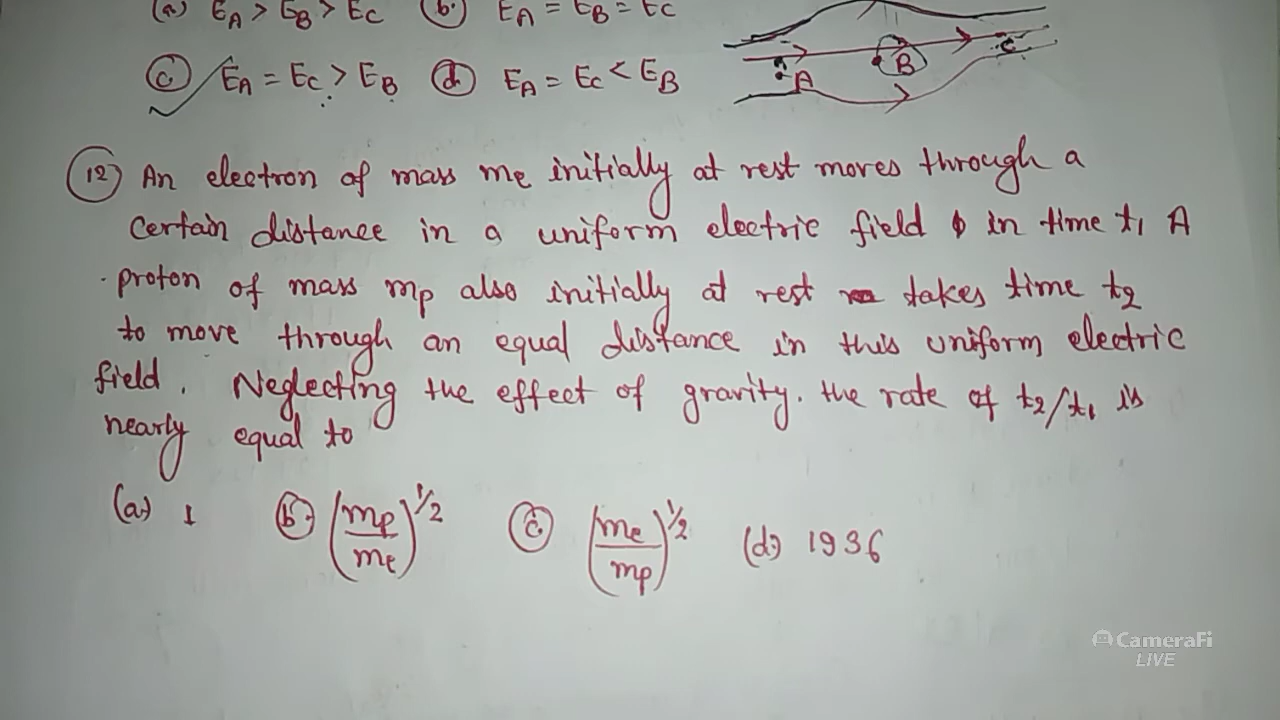 (a) EA > EB > EC (b) EA = EB = EC
(c) EA = EC > EB (d) EA = EC < EB
A B C
(12) An electron of mass me initially at rest moves through a
certain distance in a uniform electric field in time t1 A
proton of mass mp also initially at rest takes time t2
to move through an equal distance in this uniform electric
field. Neglecting the effect of gravity. the rate of t2/t1 is
nearly equal to
(a) 1 (b) (mp/me)^1/2 (c) (me/mp)^1/2 (d) 1936
CameraFi
LIVE